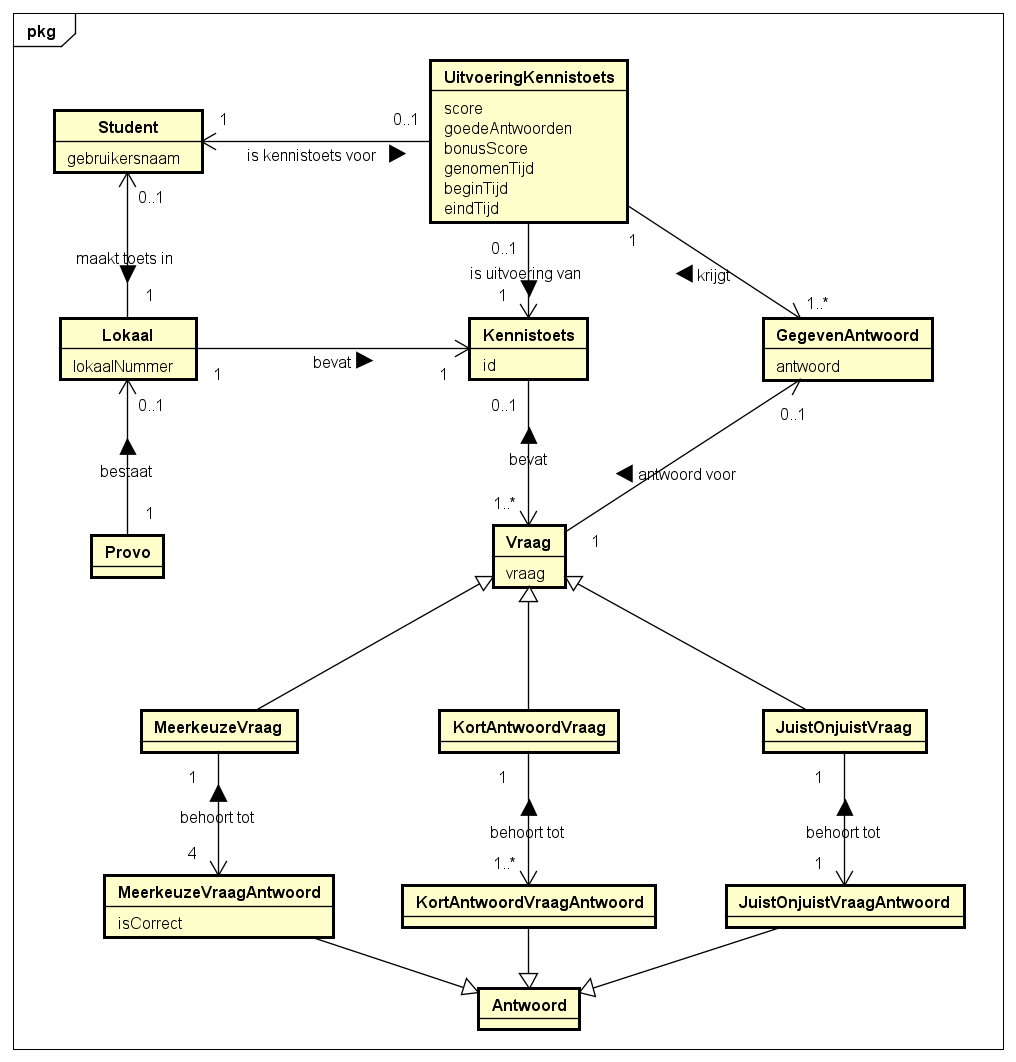 pkg
UitvoeringKennistoets
score
goedeAntwoorden
bonusScore
genomenTijd
beginTijd
eindTijd
Student
gebruikersnaam
1
0..1
is kennistoets voor
0..1
maakt toets in
1
0..1
is uitvoering van
1
1
krijgt
1..*
Lokaal
lokaalNummer
1
bevat
1
Kennistoets
id
GegevenAntwoord
antwoord
0..1
bestaat
1
0..1
bevat
1..*
0..1
antwoord voor
1
Provo
Vraag
vraag
MeerkeuzeVraag
KortAntwoordVraag
JuistOnjuistVraag
1
behoort tot
4
1
behoort tot
1..*
1
behoort tot
1
MeerkeuzeVraagAntwoord
isCorrect
KortAntwoordVraagAntwoord
JuistOnjuistVraagAntwoord
Antwoord